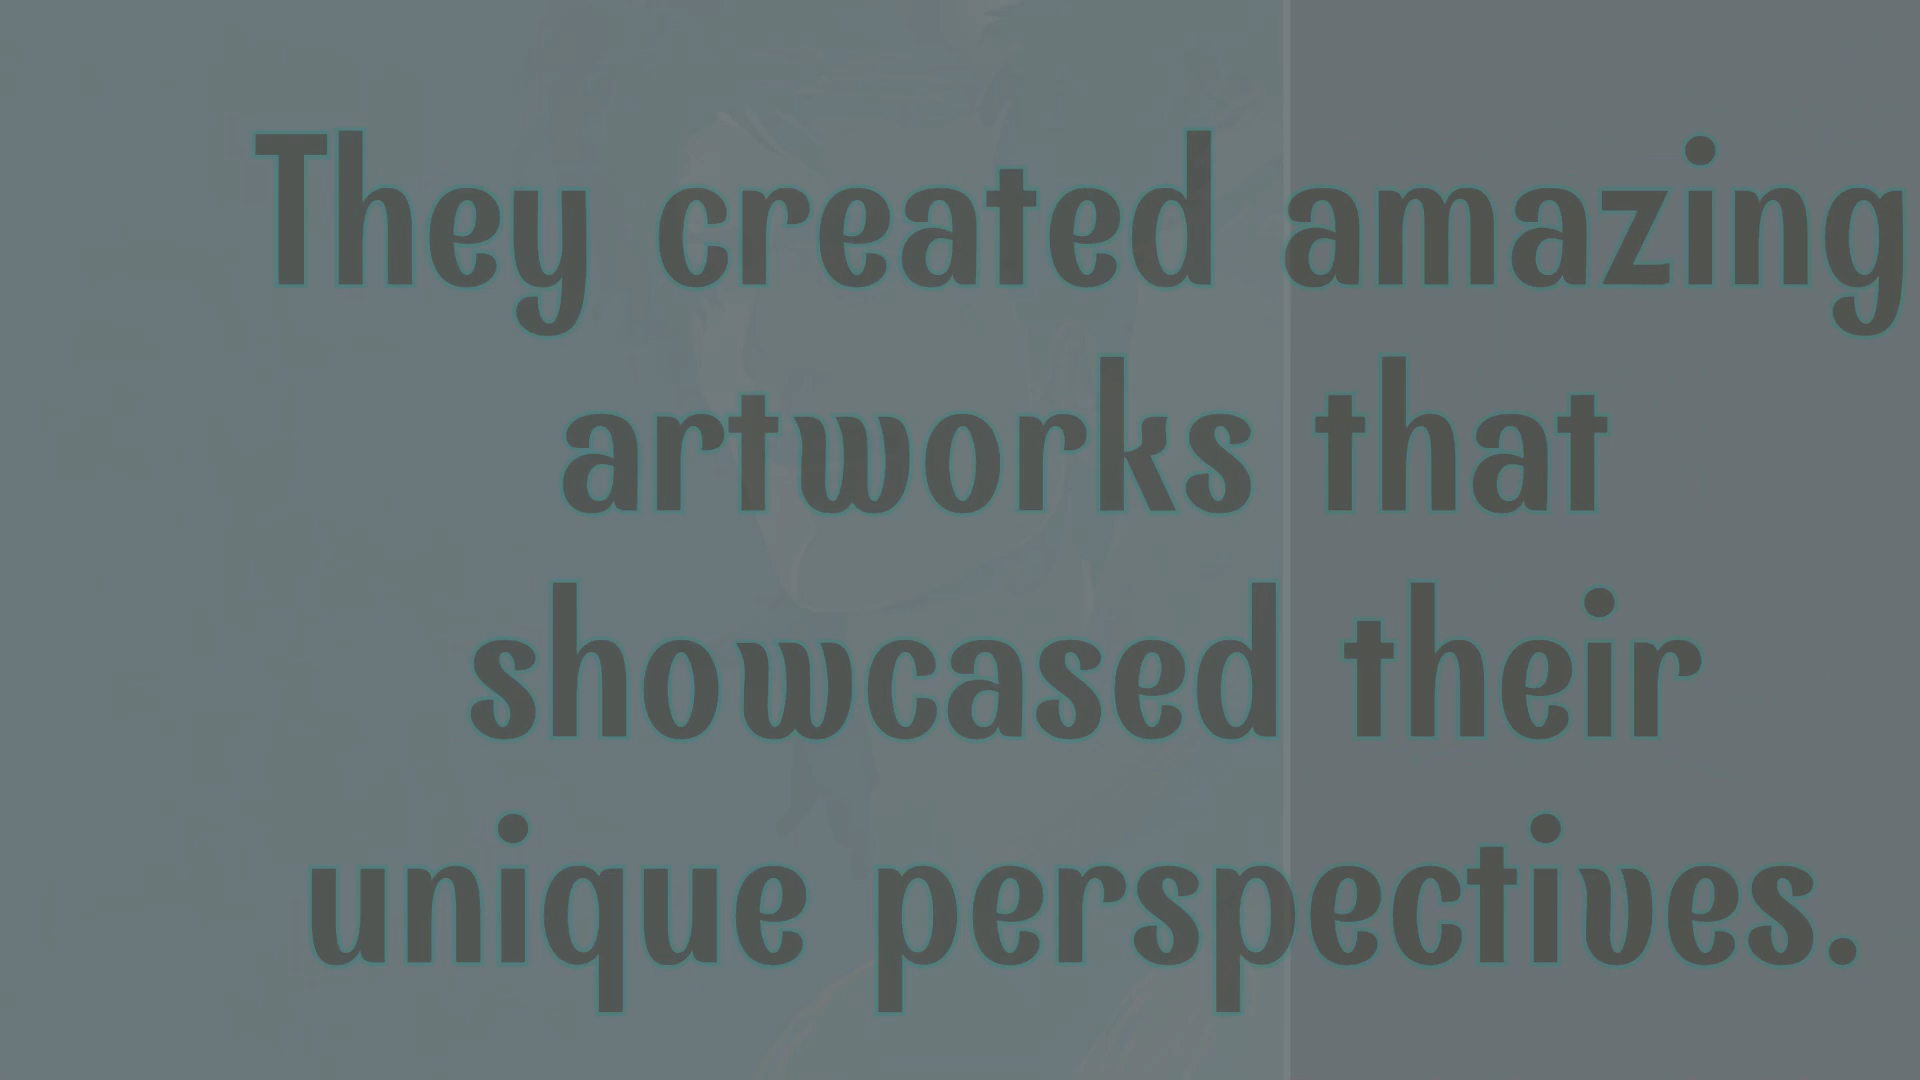 They created amazing
artworks that
showcased their
unique perspectives.